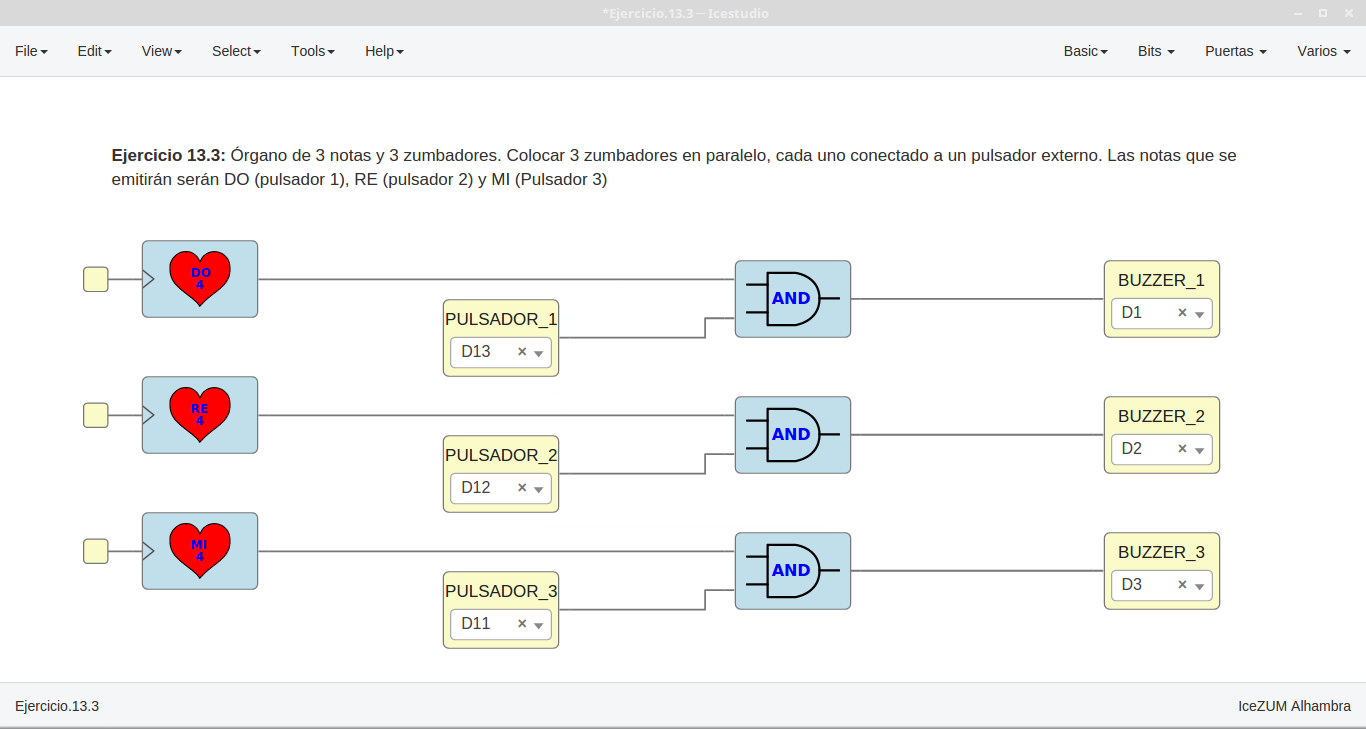 *Ejercicio.13.3 ─ Icestudio
File Edit View Select Tools Help Basic Bits Puertas Varios
Ejercicio 13.3: Órgano de 3 notas y 3 zumbadores. Colocar 3 zumbadores en paralelo, cada uno conectado a un pulsador externo. Las notas que se
emitirán serán DO (pulsador 1), RE (pulsador 2) y MI (Pulsador 3)
DO
4
PULSADOR_1
D13
AND
BUZZER_1
D1
RE
4
PULSADOR_2
D12
AND
BUZZER_2
D2
MI
4
PULSADOR_3
D11
AND
BUZZER_3
D3
Ejercicio.13.3 IceZUM Alhambra